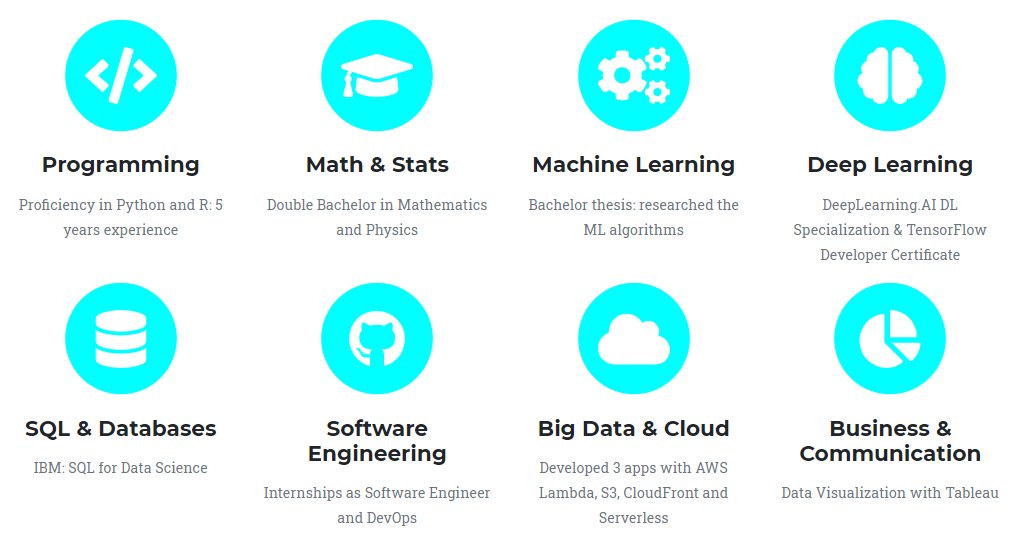 Programming
Proficiency in Python and R: 5
years experience
Math & Stats
Double Bachelor in Mathematics
and Physics
Machine Learning
Bachelor thesis: researched the
ML algorithms
Deep Learning
DeepLearning.AI DL
Specialization & TensorFlow
Developer Certificate
SQL & Databases
IBM: SQL for Data Science
Software
Engineering
Internships as Software Engineer
and DevOps
Big Data & Cloud
Developed 3 apps with AWS
Lambda, S3, CloudFront and
Serverless
Business &
Communication
Data Visualization with Tableau